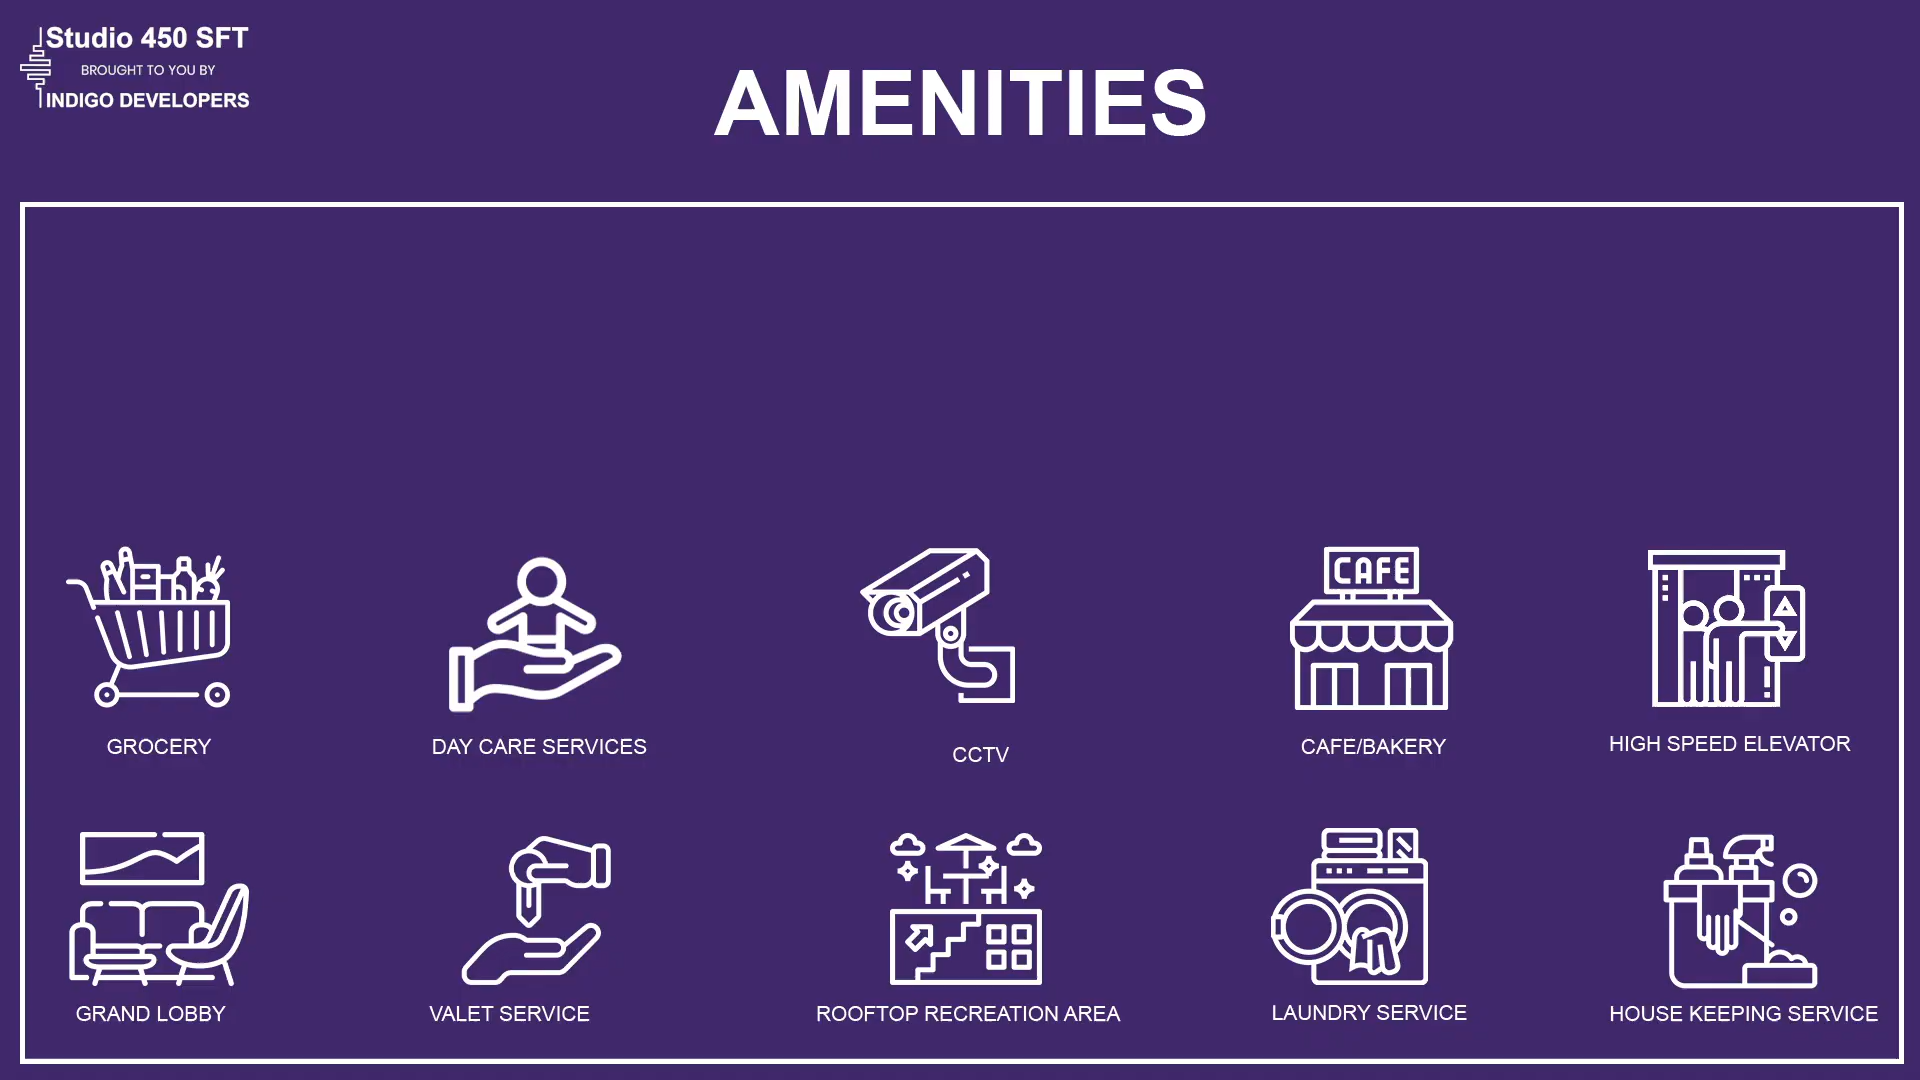 Studio 450 SFT
BROUGHT TO YOU BY
INDIGO DEVELOPERS
AMENITIES
CAFE
GROCERY
DAY CARE SERVICES
CCTV
CAFE/BAKERY
HIGH SPEED ELEVATOR
GRAND LOBBY
VALET SERVICE
ROOFTOP RECREATION AREA
LAUNDRY SERVICE
HOUSE KEEPING SERVICE